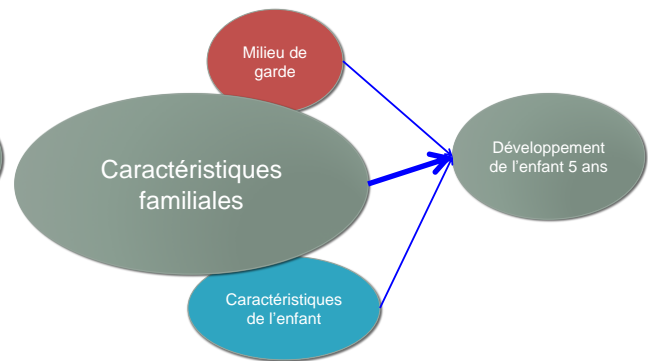 Milieu de
garde
Caractéristiques
familiales
Développement
de l'enfant 5 ans
Caractéristiques
de l'enfant